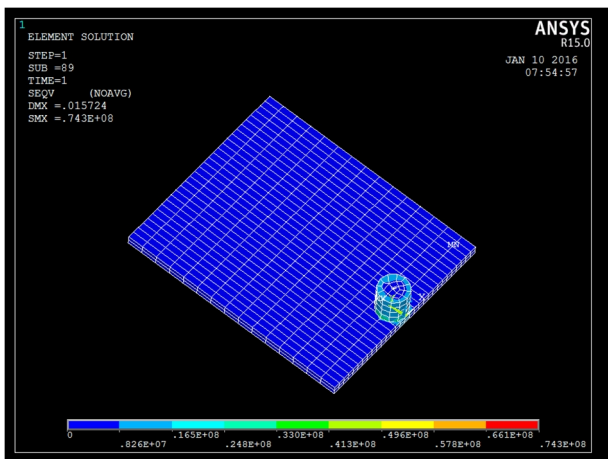 1
ELEMENT SOLUTION
STEP=1
SUB =89
TIME=1
SEQV (NOAVG)
DMX =.015724
SMX =.743E+08
ANSYS
R15.0
JAN 10 2016
07:54:57
MN
X
0 .165E+08 .330E+08 .496E+08 .661E+08
.826E+07 .248E+08 .413E+08 .578E+08 .743E+08